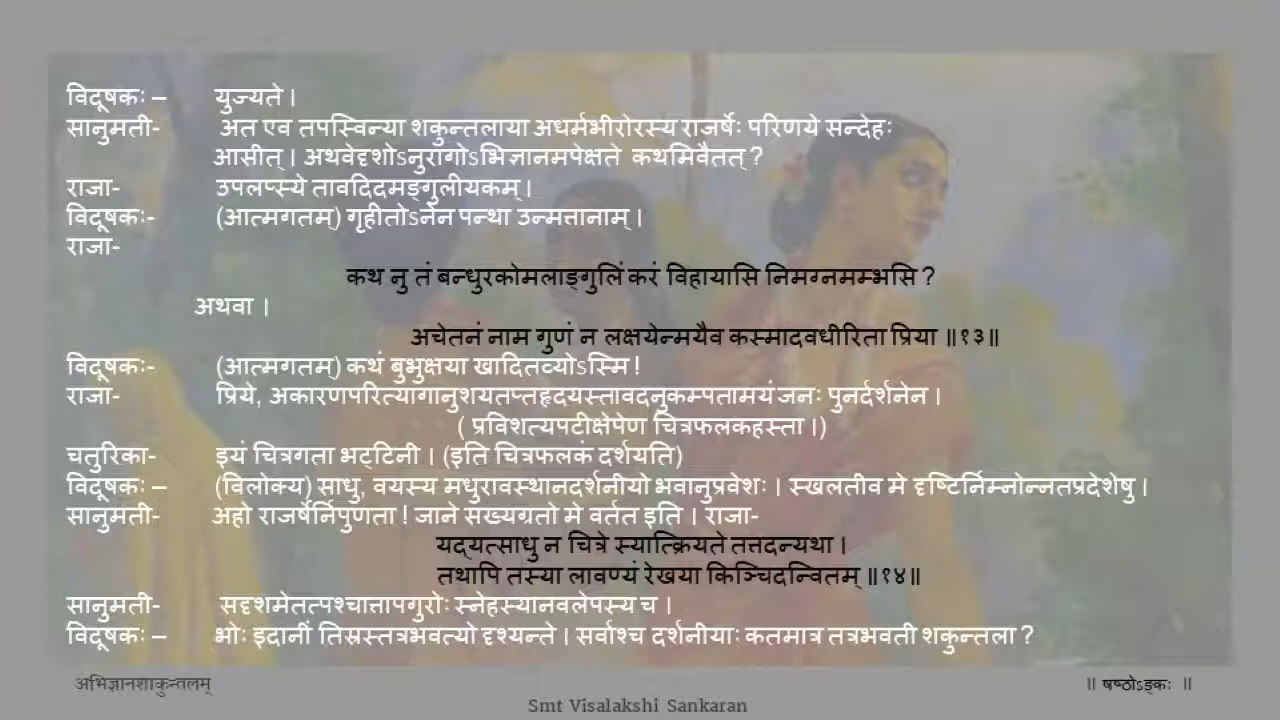 विदूषकः – युज्यते ।
सानुमती- अत एव तपस्विन्या शकुन्तलाया अधर्मभीरोरस्य राजर्षेः परिणये सन्देहः
आसीत् । अथवेदृशोऽनुरागोऽभिज्ञानमपेक्षते कथमिवैतत् ?
राजा- उपलप्स्ये तावदिदमङ्गुलीयकम् ।
विदूषकः- (आत्मगतम्) गृहीतोऽनेन पन्था उन्मत्तानाम् ।
राजा-
कथ नु तं बन्धुरकोमलाङ्गुलिं करं विहायासि निमग्नमम्भसि ?
अथवा ।
अचेतनं नाम गुणं न लक्षयेन्मयैव कस्मादवधीरिता प्रिया ॥१३॥
विदूषकः- (आत्मगतम्) कथं बुभुक्षया खादितव्योऽस्मि !
राजा- प्रिये, अकारणपरित्यागानुशयतप्तहृदयस्तावदनुकम्पतामयं जनः पुनर्दर्शनेन ।
( प्रविशत्यपटीक्षेपेण चित्रफलकहस्ता ।)
चतुरिका- इयं चित्रगता भट्टिनी । (इति चित्रफलकं दर्शयति)
विदूषकः – (विलोक्य) साधु, वयस्य मधुरावस्थानदर्शनीयो भवानुप्रवेशः । स्खलतीव मे दृष्टिर्निम्नोन्नतप्रदेशेषु ।
सानुमती- अहो राजर्षेर्निपुणता ! जाने सख्यग्रतो मे वर्तत इति । राजा-
यद्यत्साधु न चित्रे स्यात्क्रियते तत्तदन्यथा ।
तथापि तस्या लावण्यं रेखया किञ्चिदन्वितम् ॥१४॥
सानुमती- सदृशमेतत्पश्चात्तापगुरोः स्नेहस्यानवलेपस्य च ।
विदूषकः – भोः इदानीं तिस्रस्तत्रभवत्यो दृश्यन्ते । सर्वाश्च दर्शनीयाः कतमात्र तत्रभवती शकुन्तला ?
अभिज्ञानशाकुन्तलम्
॥ षष्ठोऽङ्कः ॥
Smt Visalakshi Sankaran